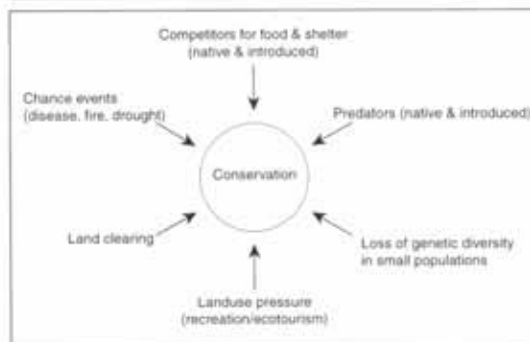 Competitors for food & shelter
(native & introduced)
Chance events
(disease, fire, drought)
Predators (native & introduced)
Conservation
Land clearing
Loss of genetic diversity
in small populations
Landuse pressure
(recreation/ecotourism)